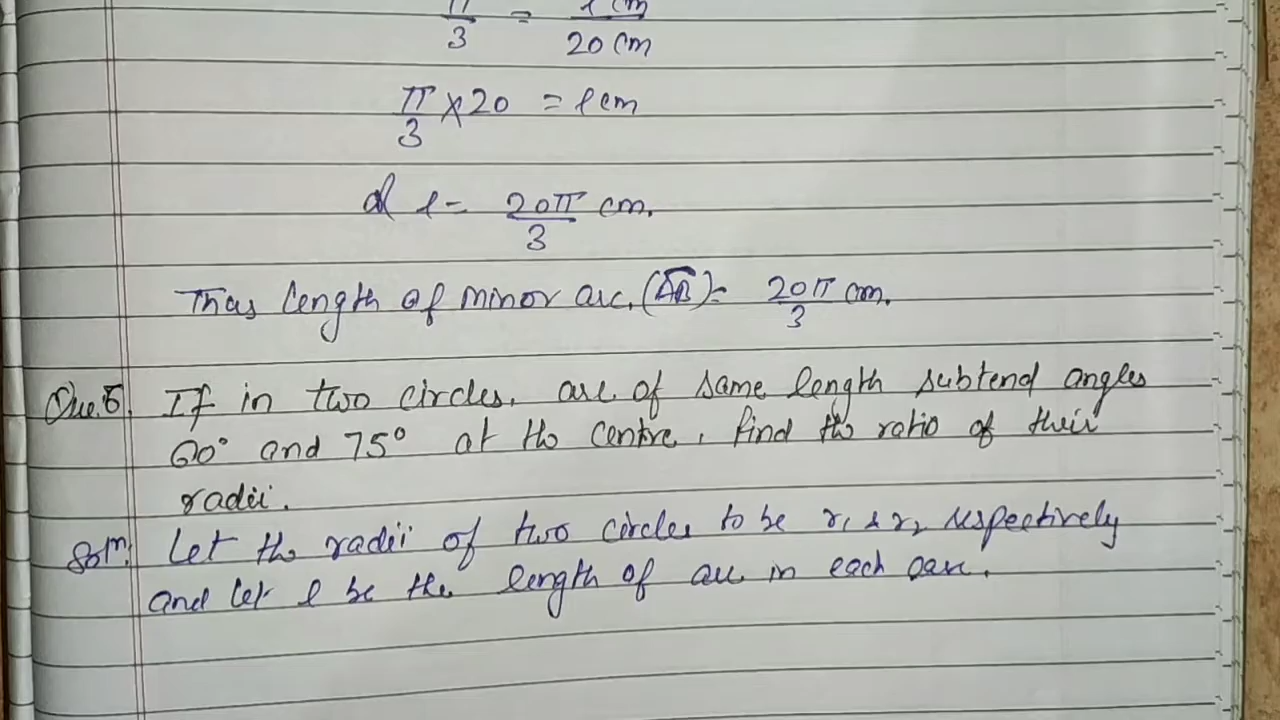 π/3 = l cm/20 cm
π/3 × 20 = l cm
l = 20π/3 cm.
Thus length of minor arc. (AB) = 20π/3 cm.
Que.5. If in two circles. arc of same length subtend angles
60° and 75° at the centre, find the ratio of their
radii.
Soln: Let the radii of two circles to be r₁ & r₂ respectively
and let l be the length of arc in each case.